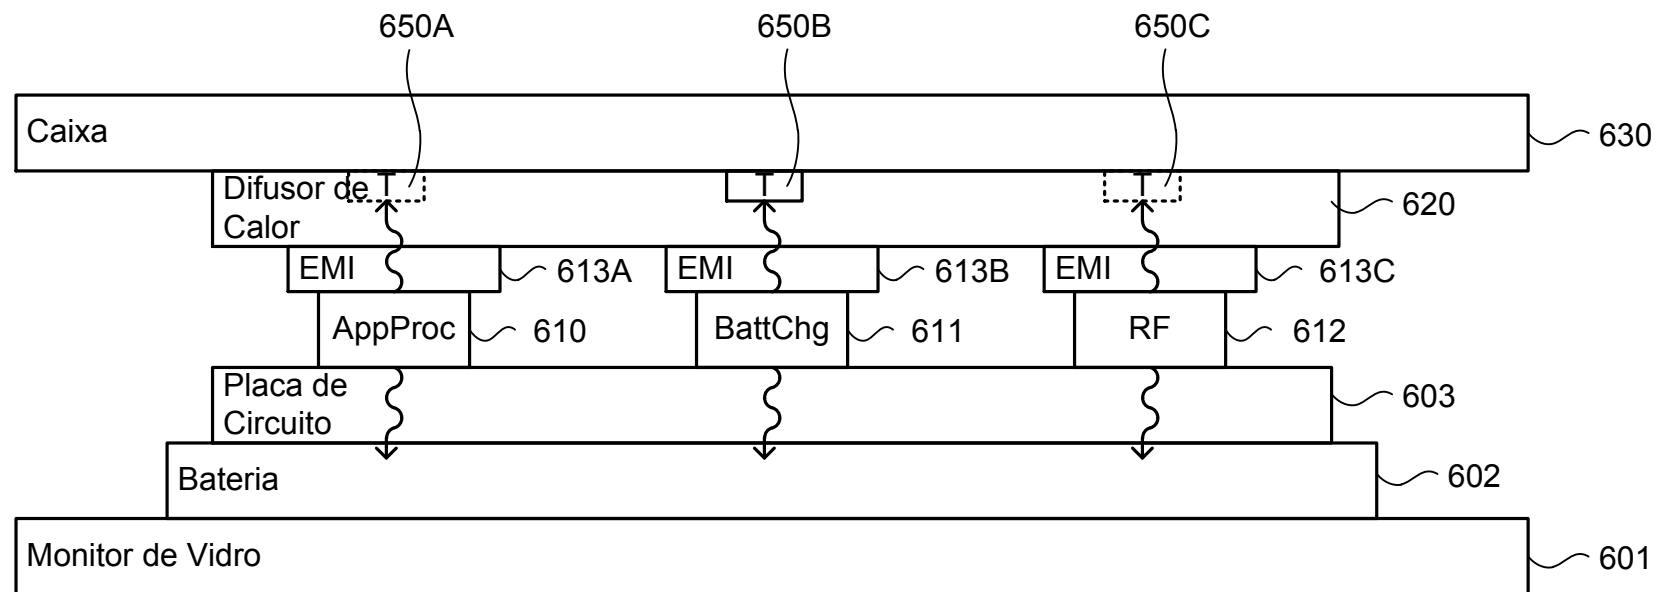 650A 650B 650C
Caixa 630
Difusor de
Calor 620
EMI 613A EMI 613B EMI 613C
AppProc 610 BattChg 611 RF 612
Placa de
Circuito 603
Bateria 602
Monitor de Vidro 601